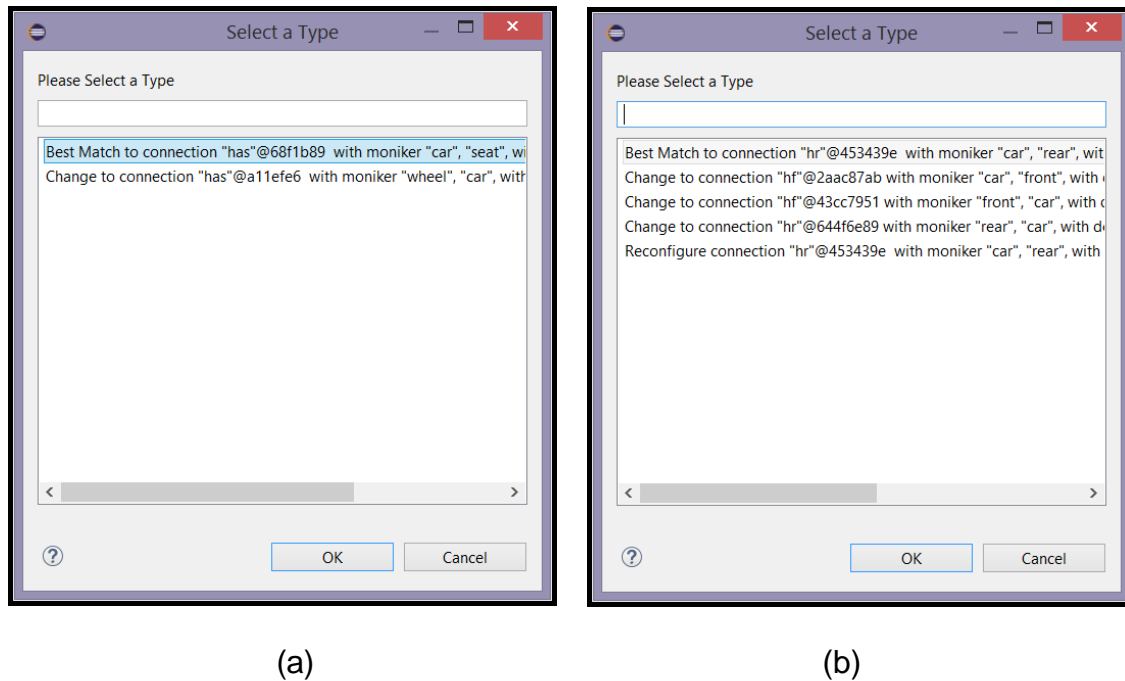 Select a Type
Please Select a Type
Best Match to connection "has"@68f1b89 with moniker "car", "seat", wi
Change to connection "has"@a11efe6 with moniker "wheel", "car", with
OK Cancel
(a)
Select a Type
Please Select a Type
Best Match to connection "hr"@453439e with moniker "car", "rear", wit
Change to connection "hf"@2aac87ab with moniker "car", "front", with
Change to connection "hf"@43cc7951 with moniker "front", "car", with
Change to connection "hr"@644f6e89 with moniker "rear", "car", with
Reconfigure connection "hr"@453439e with moniker "car", "rear", with
OK Cancel
(b)